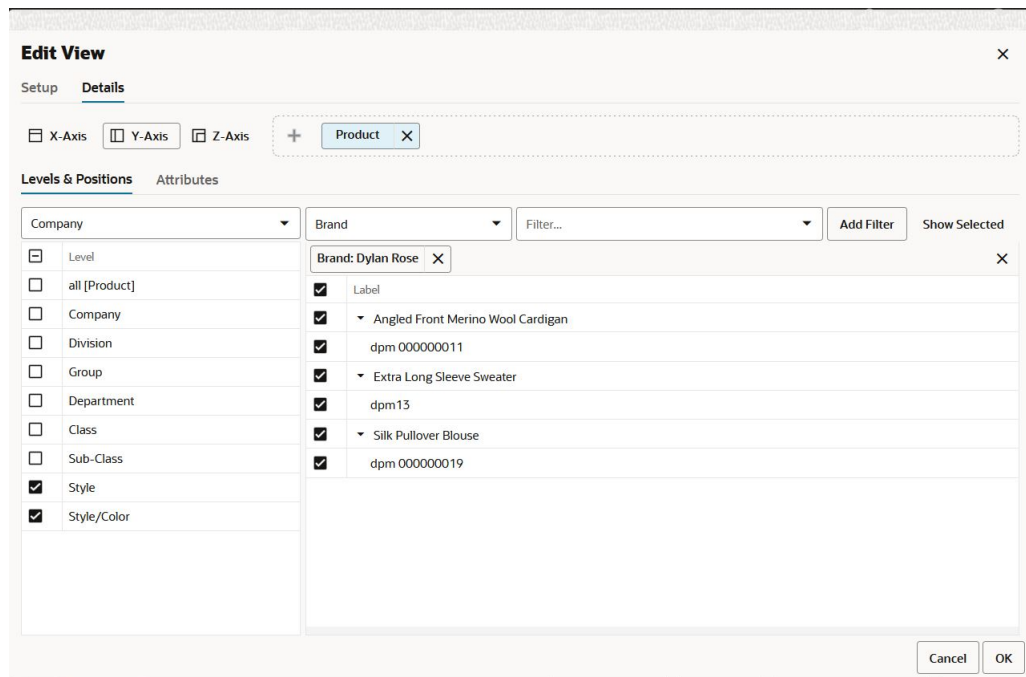 Edit View
Setup Details
X-Axis Y-Axis Z-Axis Product
Levels & Positions Attributes
Company Brand Filter... Add Filter Show Selected
Level
all [Product]
Company
Division
Group
Department
Class
Sub-Class
Style
Style/Color
Brand: Dylan Rose
Label
Angled Front Merino Wool Cardigan
dpm 000000011
Extra Long Sleeve Sweater
dpm13
Silk Pullover Blouse
dpm 000000019
Cancel OK